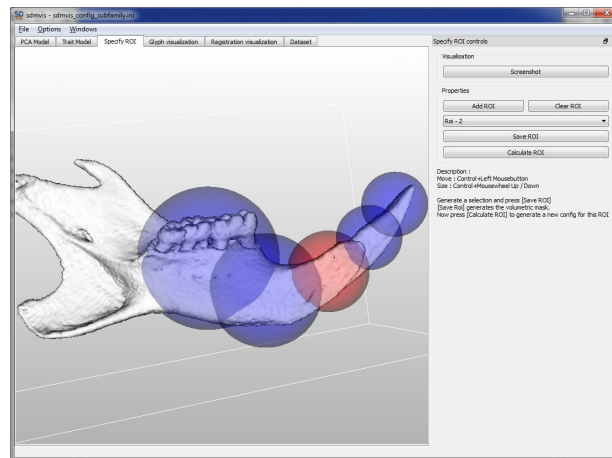 SD sdmvis - sdmvis_config_subfamily.ini
File Options Windows
PCA Model Trait Model Specify ROI Glyph visualization Registration visualization Dataset
Specify ROI controls
Visualisation
Screenshot
Properties
Add ROI Clear ROI
Roi - 2
Save ROI
Calculate ROI
Description :
Move : Control+Left Mousebutton
Size : Control+Mousewheel Up / Down
Generate a selection and press [Save ROI]
[Save Roi] generates the volumetric mask.
Now press [Calculate ROI] to generate a new config for this ROI